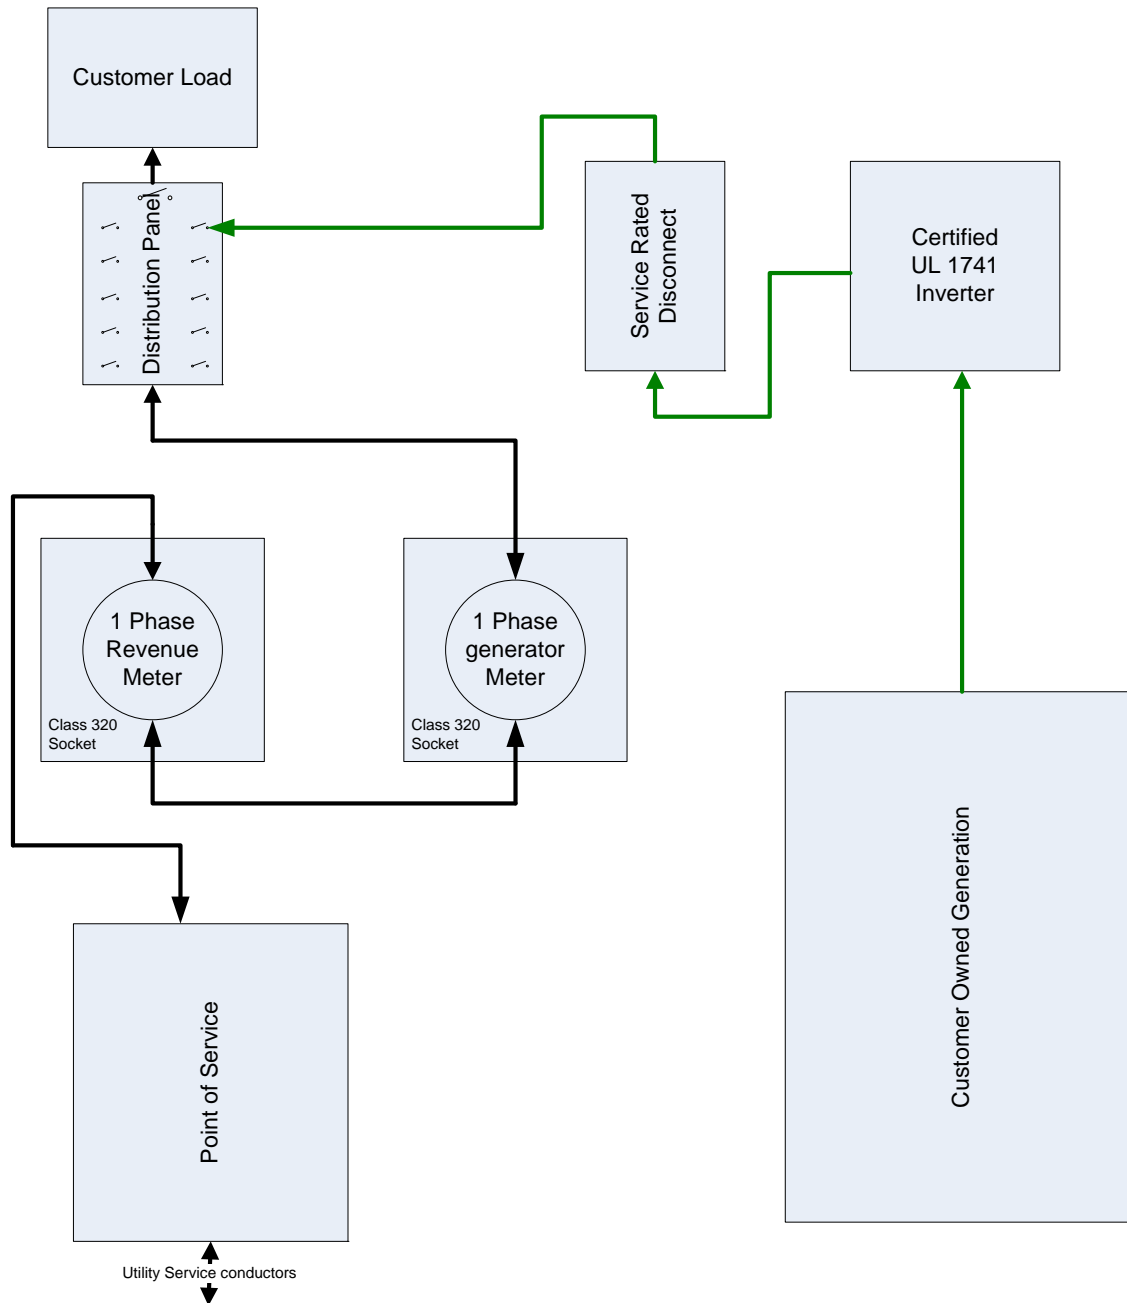 Customer Load
Distribution Panel
Service Rated
Disconnect
Certified
UL 1741
Inverter
1 Phase
Revenue
Meter
Class 320
Socket
1 Phase
generator
Meter
Class 320
Socket
Customer Owned Generation
Point of Service
Utility Service conductors